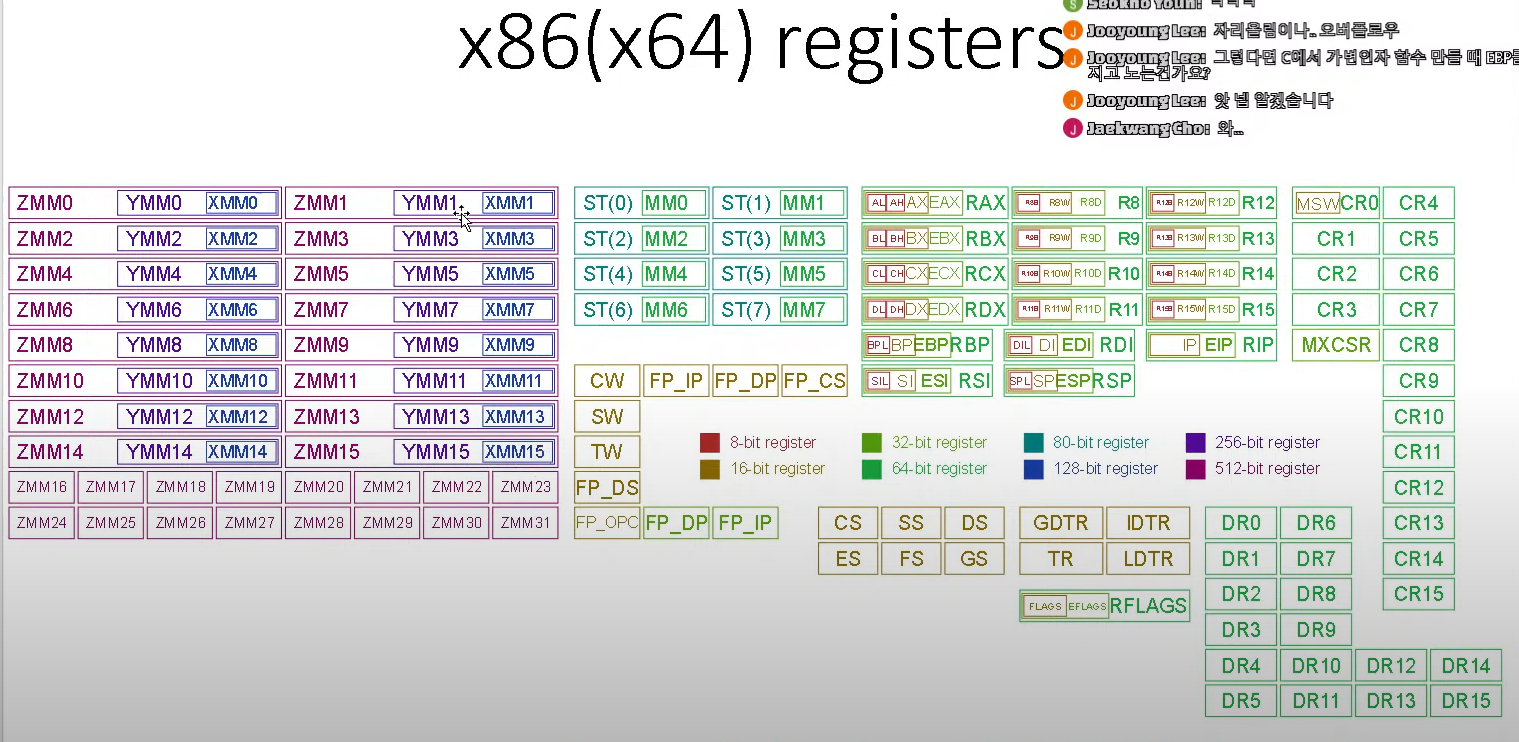 x86(x64) registers
Seokho Youn:
Jooyoung Lee: 자리올림이나.. 오버플로우
Jooyoung Lee: 그렇다면 C에서 가변인자 함수 만들 때 EBP를
지고 노는건가요?
Jooyoung Lee: 앗 넵 알겠습니다
Jaekwang Cho: 와...
ZMM0 YMM0 XMM0 ZMM1 YMM1 XMM1 ST(0) MM0 ST(1) MM1 AL AH AX EAX RAX R8B R8W R8D R8 R12B R12W R12D R12 MSW CR0 CR4
ZMM2 YMM2 XMM2 ZMM3 YMM3 XMM3 ST(2) MM2 ST(3) MM3 BL BH BX EBX RBX R9B R9W R9D R9 R13B R13W R13D R13 CR1 CR5
ZMM4 YMM4 XMM4 ZMM5 YMM5 XMM5 ST(4) MM4 ST(5) MM5 CL CH CX ECX RCX R10B R10W R10D R10 R14B R14W R14D R14 CR2 CR6
ZMM6 YMM6 XMM6 ZMM7 YMM7 XMM7 ST(6) MM6 ST(7) MM7 DL DH DX EDX RDX R11B R11W R11D R11 R15B R15W R15D R15 CR3 CR7
ZMM8 YMM8 XMM8 ZMM9 YMM9 XMM9 BPL BP EBP RBP DIL DI EDI RDI IP EIP RIP MXCSR CR8
ZMM10 YMM10 XMM10 ZMM11 YMM11 XMM11 CW FP_IP FP_DP FP_CS SIL SI ESI RSI SPL SP ESP RSP CR9
ZMM12 YMM12 XMM12 ZMM13 YMM13 XMM13 SW CR10
8-bit register 32-bit register 80-bit register 256-bit register
ZMM14 YMM14 XMM14 ZMM15 YMM15 XMM15 TW CR11
16-bit register 64-bit register 128-bit register 512-bit register
ZMM16 ZMM17 ZMM18 ZMM19 ZMM20 ZMM21 ZMM22 ZMM23 FP_DS CR12
ZMM24 ZMM25 ZMM26 ZMM27 ZMM28 ZMM29 ZMM30 ZMM31 FP_OPC FP_DP FP_IP CS SS DS GDTR IDTR DR0 DR6 CR13
ES FS GS TR LDTR DR1 DR7 CR14
DR2 DR8 CR15
FLAGS EFLAGS RFLAGS
DR3 DR9
DR4 DR10 DR12 DR14
DR5 DR11 DR13 DR15